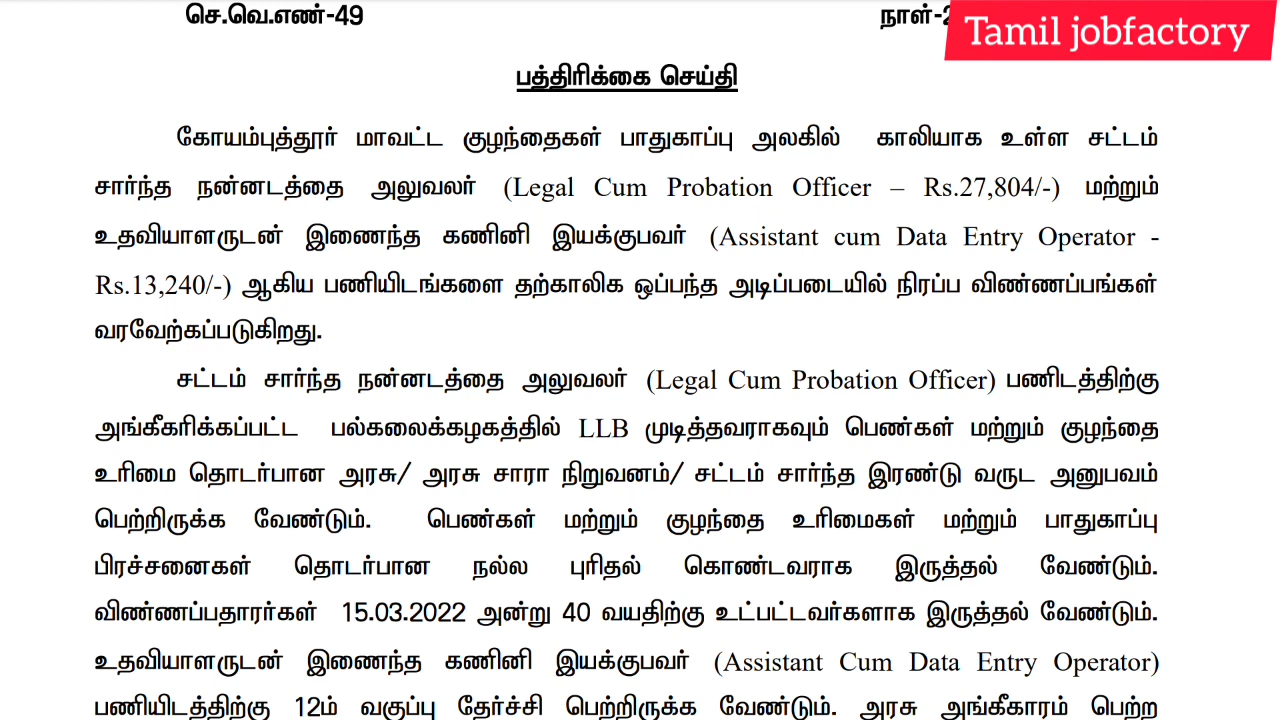 செ.வெ.எண்-49 நாள்-2
Tamil jobfactory
பத்திரிக்கை செய்தி
கோயம்புத்தூர் மாவட்ட குழந்தைகள் பாதுகாப்பு அலகில் காலியாக உள்ள சட்டம்
சார்ந்த நன்னடத்தை அலுவலர் (Legal Cum Probation Officer – Rs.27,804/-) மற்றும்
உதவியாளருடன் இணைந்த கணினி இயக்குபவர் (Assistant cum Data Entry Operator -
Rs.13,240/-) ஆகிய பணியிடங்களை தற்காலிக ஒப்பந்த அடிப்படையில் நிரப்ப விண்ணப்பங்கள்
வரவேற்கப்படுகிறது.
சட்டம் சார்ந்த நன்னடத்தை அலுவலர் (Legal Cum Probation Officer) பணிடத்திற்கு
அங்கீகரிக்கப்பட்ட பல்கலைக்கழகத்தில் LLB முடித்தவராகவும் பெண்கள் மற்றும் குழந்தை
உரிமை தொடர்பான அரசு/ அரசு சாரா நிறுவனம்/ சட்டம் சார்ந்த இரண்டு வருட அனுபவம்
பெற்றிருக்க வேண்டும். பெண்கள் மற்றும் குழந்தை உரிமைகள் மற்றும் பாதுகாப்பு
பிரச்சனைகள் தொடர்பான நல்ல புரிதல் கொண்டவராக இருத்தல் வேண்டும்.
விண்ணப்பதாரர்கள் 15.03.2022 அன்று 40 வயதிற்கு உட்பட்டவர்களாக இருத்தல் வேண்டும்.
உதவியாளருடன் இணைந்த கணினி இயக்குபவர் (Assistant Cum Data Entry Operator)
பணியிடத்திற்கு 12ம் வகுப்பு தேர்ச்சி பெற்றிருக்க வேண்டும். அரசு அங்கீகாரம் பெற்ற